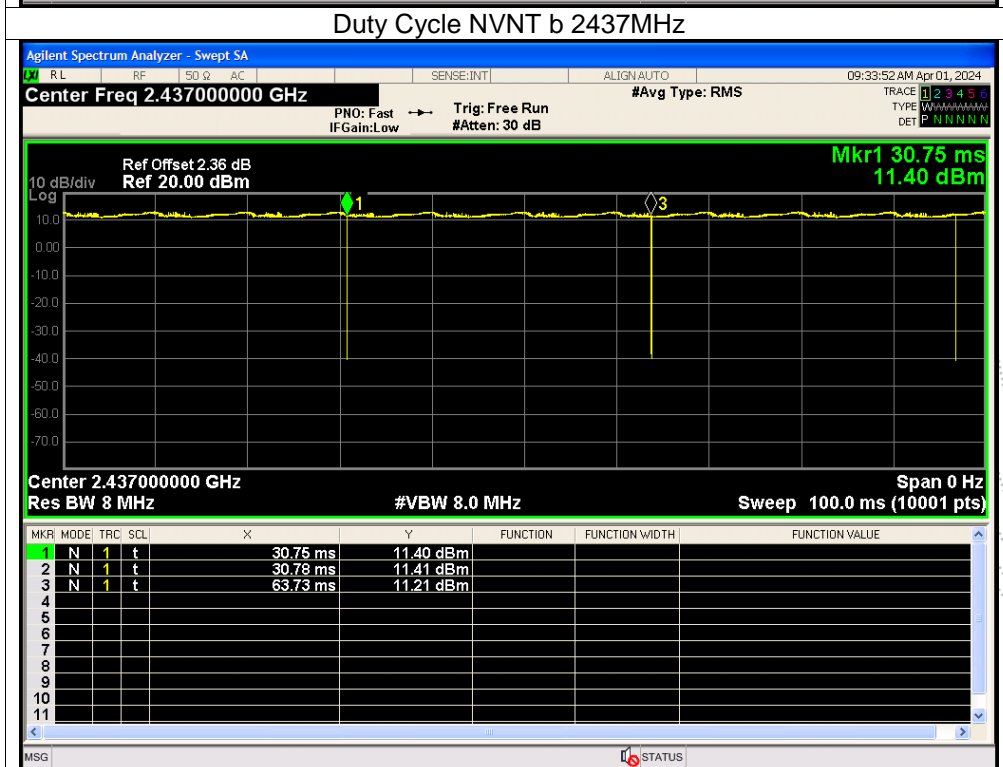 Duty Cycle NVNT b 2437MHz
Agilent Spectrum Analyzer - Swept SA
LXI RL RF 50 Ω AC SENSE:INT ALIGN AUTO 09:33:52 AM Apr 01, 2024
Center Freq 2.437000000 GHz #Avg Type: RMS TRACE 1 2 3 4 5 6
PNO: Fast Trig: Free Run TYPE WWWWWW
IFGain:Low #Atten: 30 dB DET P N N N N N
Mkr1 30.75 ms
Ref Offset 2.36 dB
10 dB/div Ref 20.00 dBm 11.40 dBm
Log
1 3
10.0
0.00
-10.0
-20.0
-30.0
-40.0
-50.0
-60.0
-70.0
Center 2.437000000 GHz Span 0 Hz
Res BW 8 MHz #VBW 8.0 MHz Sweep 100.0 ms (10001 pts)
MKR MODE TRC SCL X Y FUNCTION FUNCTION WIDTH FUNCTION VALUE
1 N 1 t 30.75 ms 11.40 dBm
2 N 1 t 30.78 ms 11.41 dBm
3 N 1 t 63.73 ms 11.21 dBm
4
5
6
7
8
9
10
11
MSG STATUS